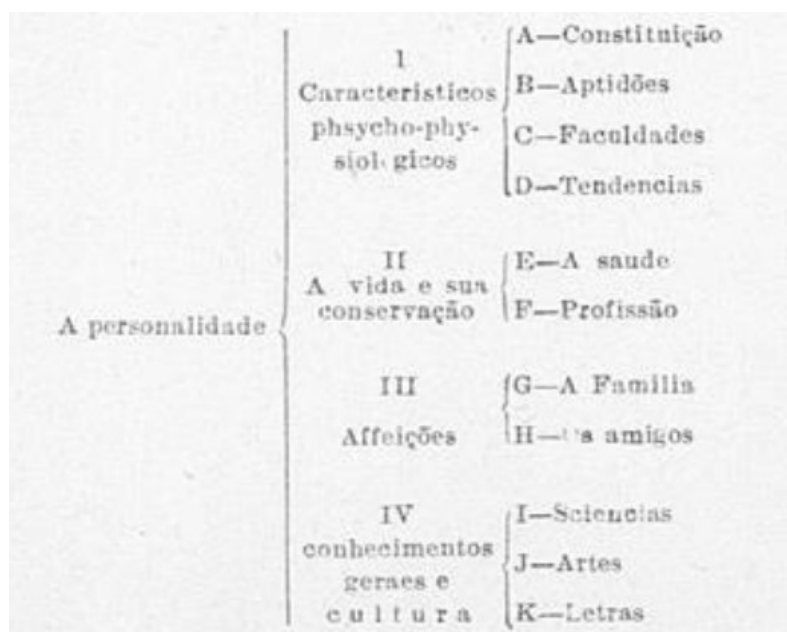 A personalidade
I
Caracteristicos
phsycho-phy-
siol gicos
A—Constituição
B—Aptidões
C—Faculdades
D—Tendencias
II
A vida e sua
conservação
E—A saude
F—Profissão
III
Affeições
G—A Familia
H— amigos
IV
conhecimentos
geraes e
cultura
I—Sciencias
J—Artes
K—Letras